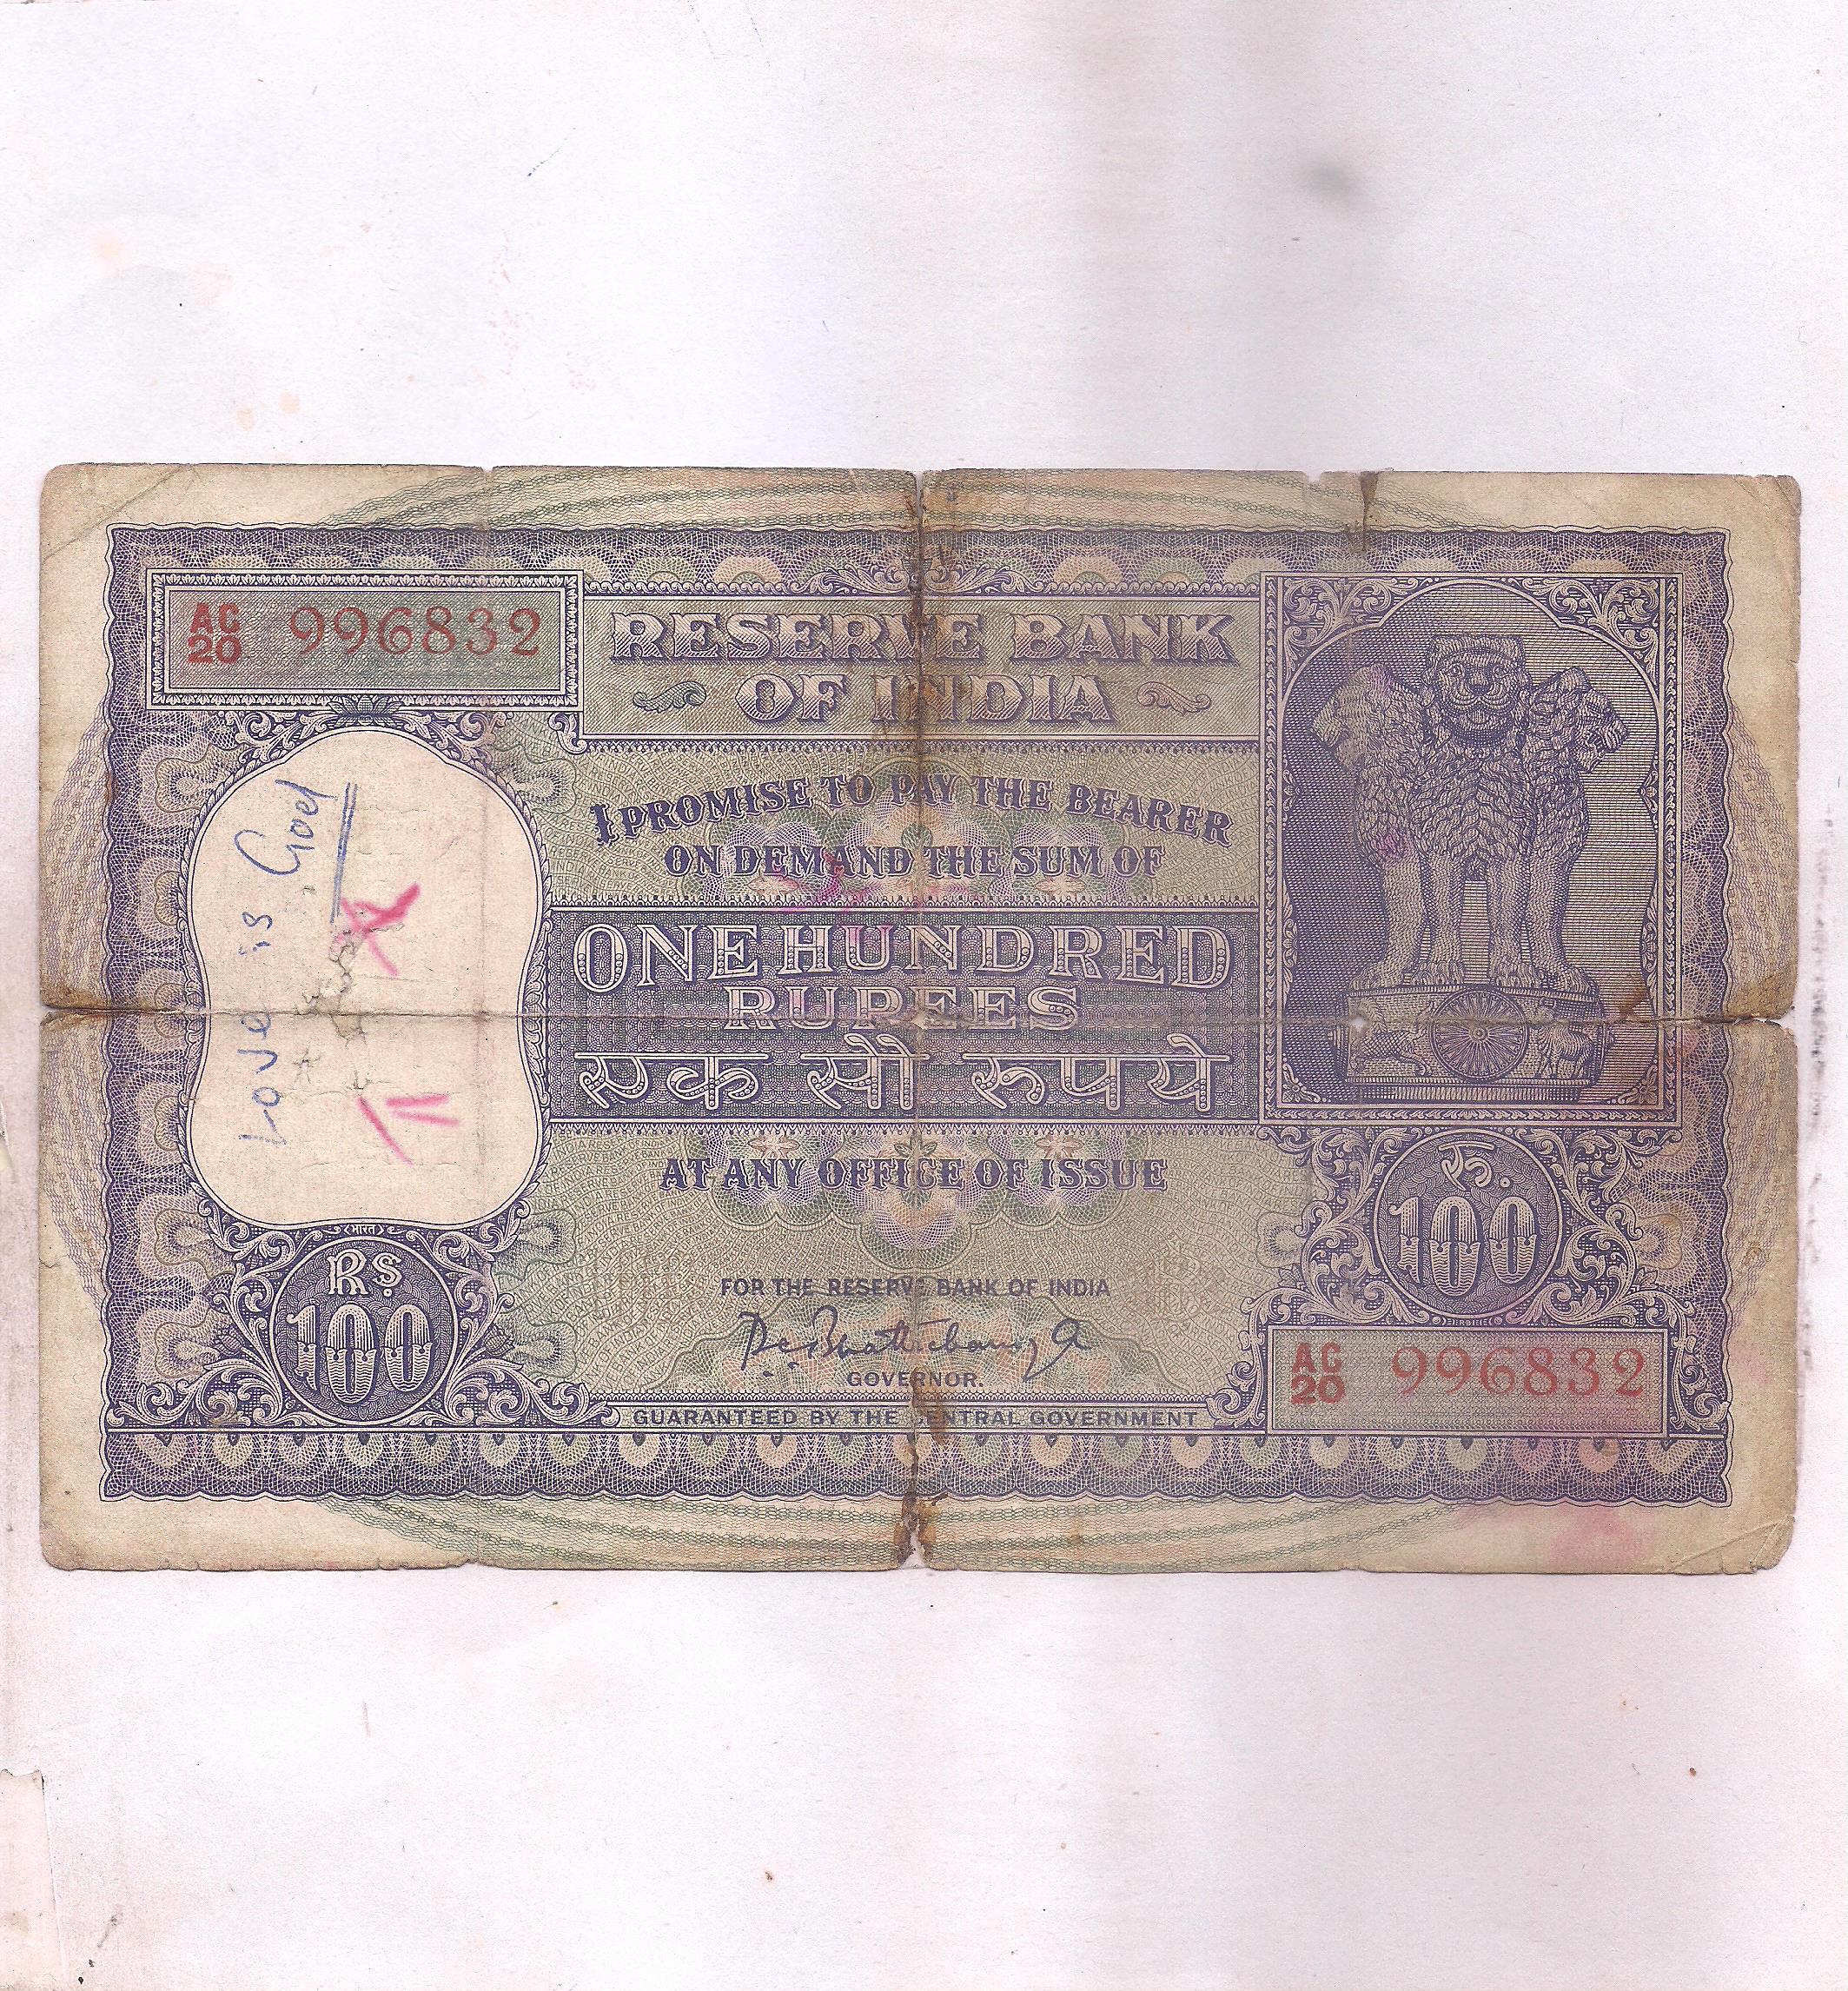 AC
20 996832
RESERVE BANK
OF INDIA
I PROMISE TO PAY THE BEARER
ON DEMAND THE SUM OF
ONE HUNDRED
RUPEES
एक सौ रूपये
AT ANY OFFICE OF ISSUE
Love is God
भारत
Rs
100
रु.
100
FOR THE RESERVE BANK OF INDIA
GOVERNOR.
GUARANTEED BY THE CENTRAL GOVERNMENT
AC
20 996832